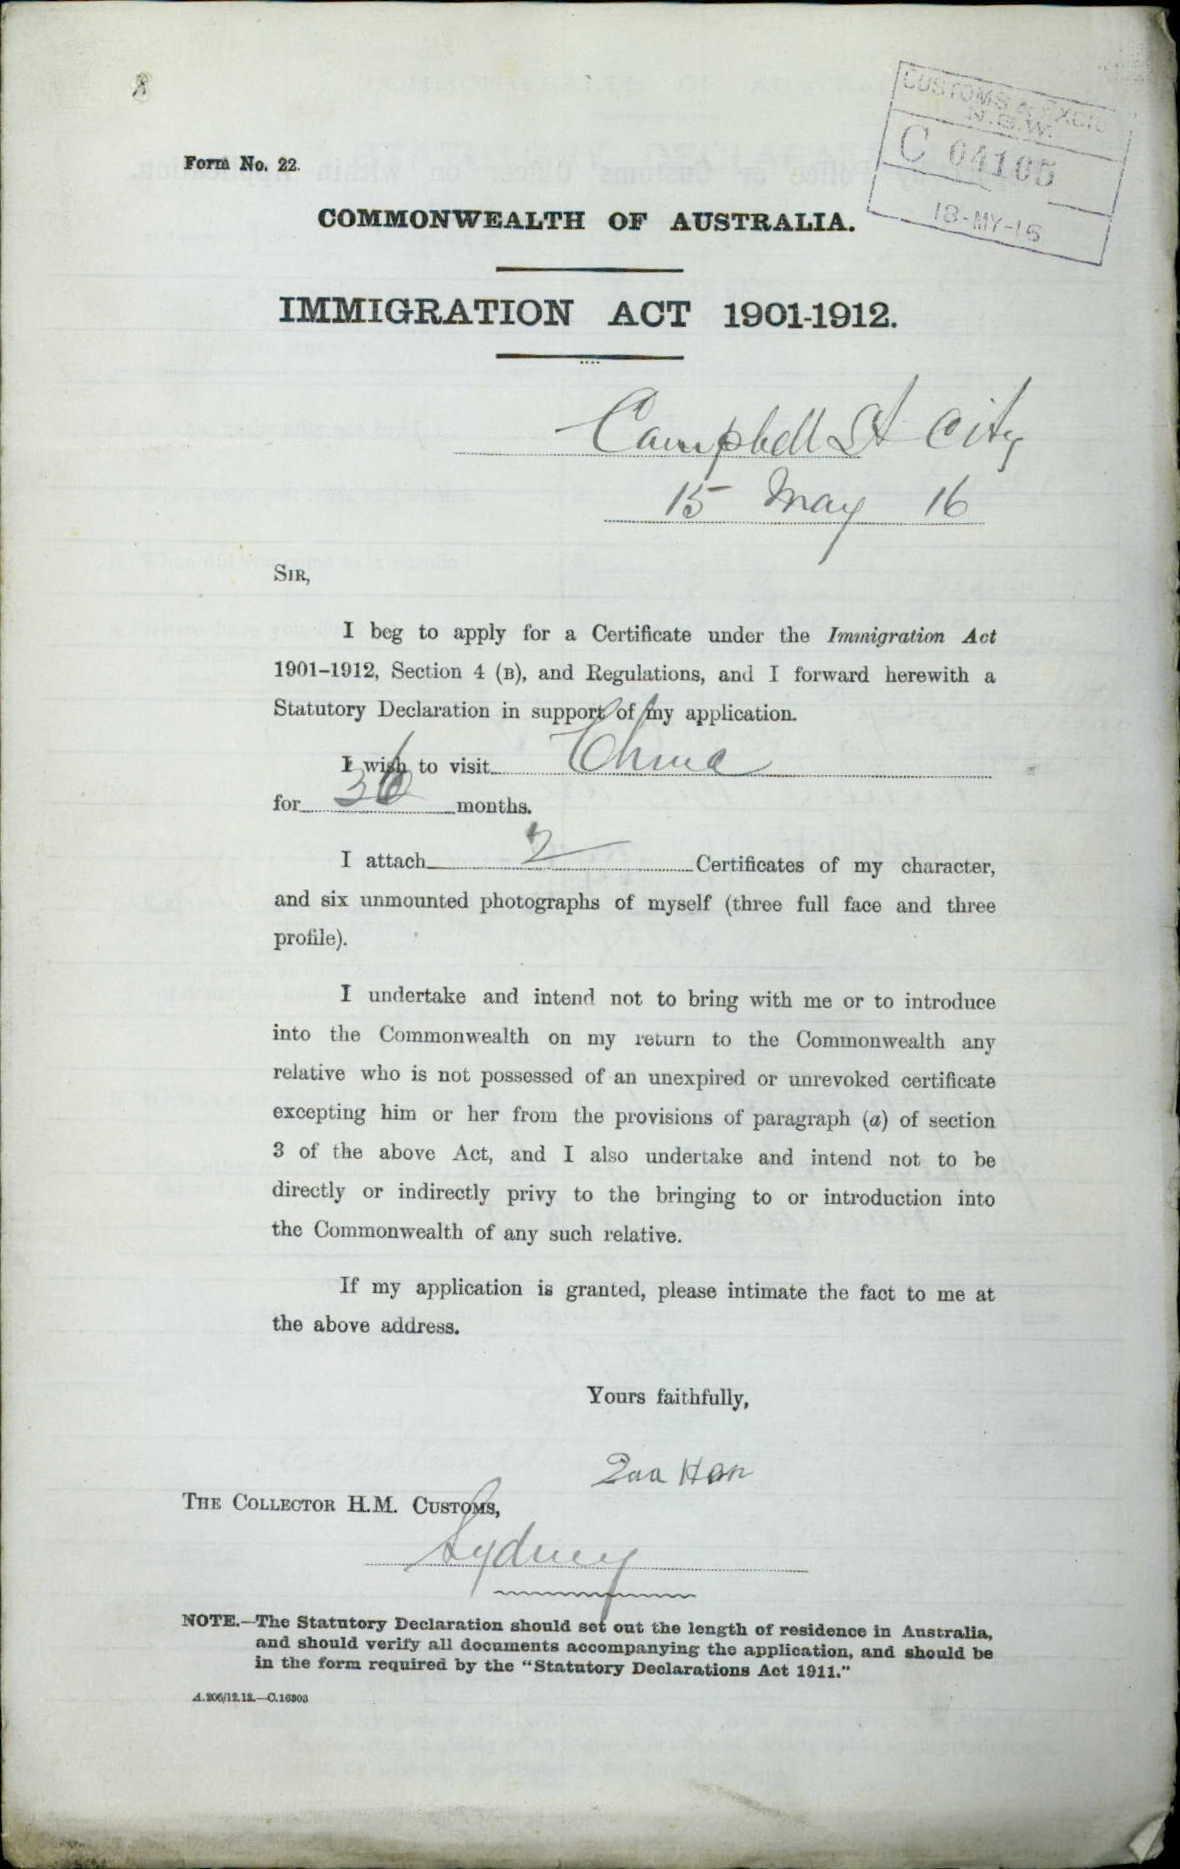 8
CUSTOMS & EXCIS
N.S.W.
C 04105
18-MY-16
Form No. 22.
COMMONWEALTH OF AUSTRALIA.
IMMIGRATION ACT 1901-1912.
Campbell St City
15 May 16
SIR,
I beg to apply for a Certificate under the Immigration Act
1901-1912, Section 4 (B), and Regulations, and I forward herewith a
Statutory Declaration in support of my application.
I wish to visit China
for 36 months.
I attach 2 Certificates of my character,
and six unmounted photographs of myself (three full face and three
profile).
I undertake and intend not to bring with me or to introduce
into the Commonwealth on my return to the Commonwealth any
relative who is not possessed of an unexpired or unrevoked certificate
excepting him or her from the provisions of paragraph (a) of section
3 of the above Act, and I also undertake and intend not to be
directly or indirectly privy to the bringing to or introduction into
the Commonwealth of any such relative.
If my application is granted, please intimate the fact to me at
the above address.
Yours faithfully,
Han
THE COLLECTOR H.M. CUSTOMS,
Sydney
NOTE.—The Statutory Declaration should set out the length of residence in Australia,
and should verify all documents accompanying the application, and should be
in the form required by the "Statutory Declarations Act 1911."
A.206/12.12.—C.16303